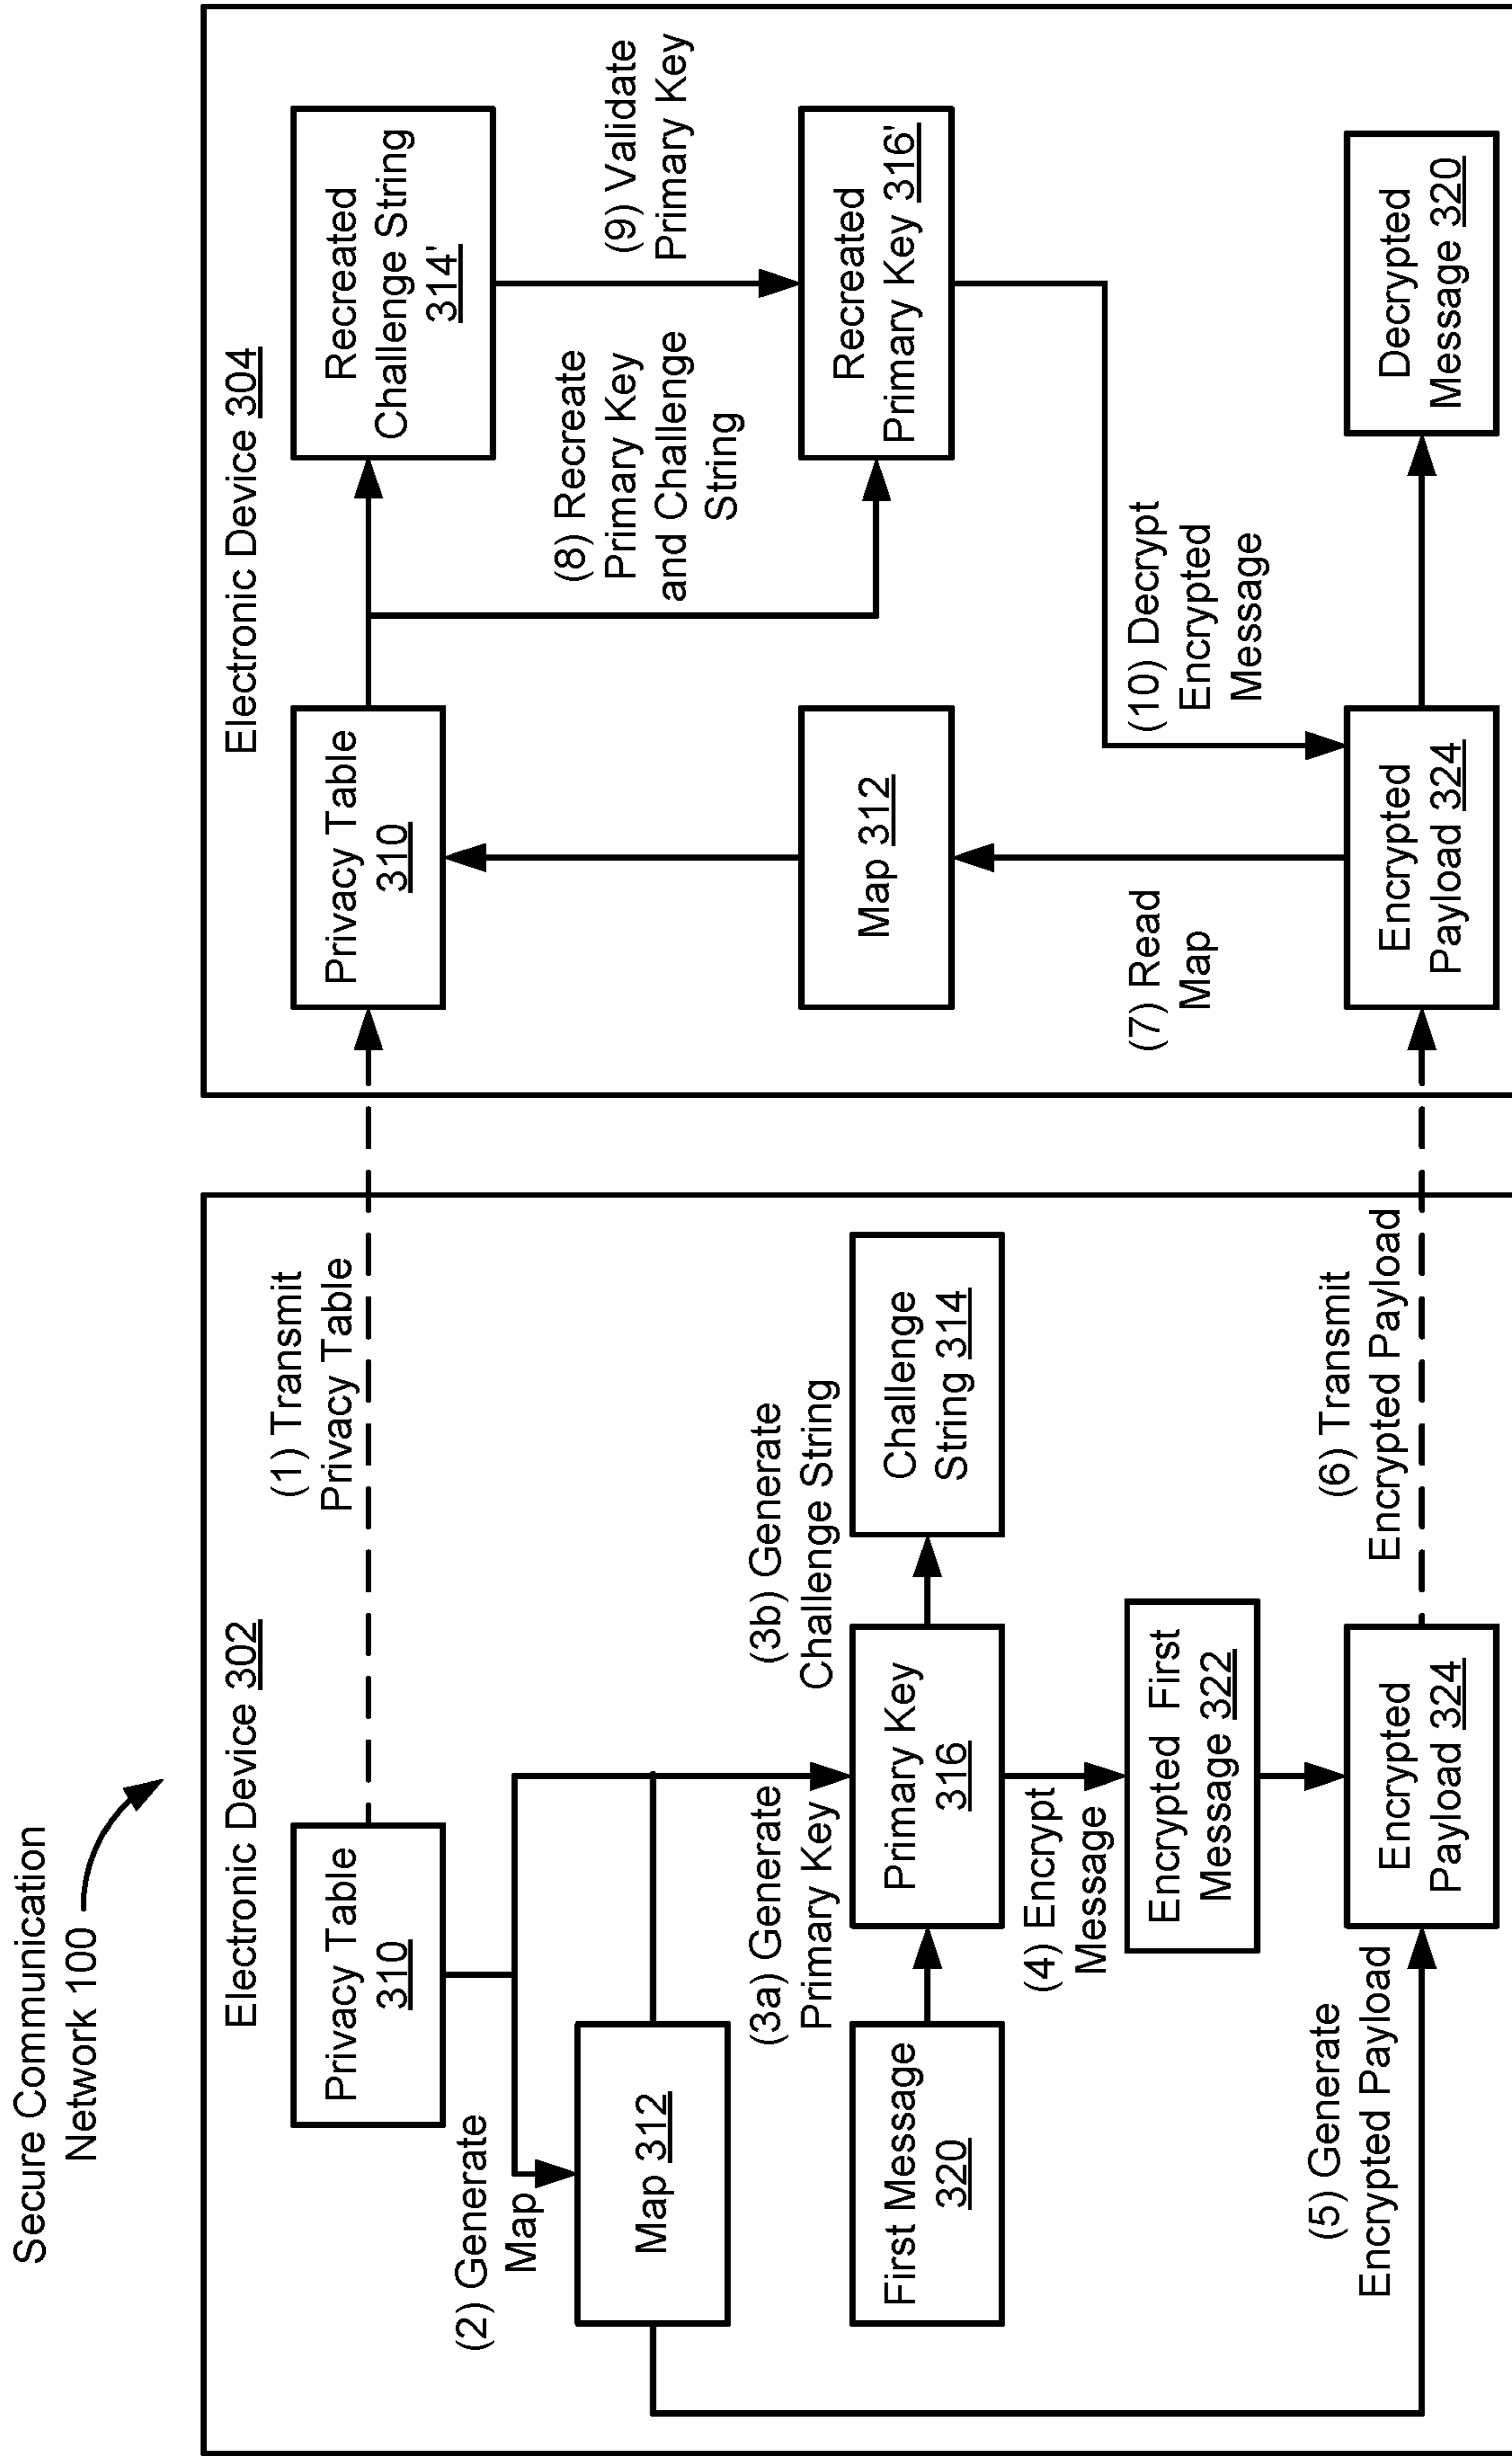 Secure Communication
Network 100
Electronic Device 302
Privacy Table
310
(1) Transmit
Privacy Table
(2) Generate
Map
Map 312
(3a) Generate
Primary Key
(3b) Generate
Challenge String
First Message
320
Primary Key
316
Challenge
String 314
(4) Encrypt
Message
Encrypted First
Message 322
(5) Generate
Encrypted Payload
Encrypted
Payload 324
(6) Transmit
Encrypted Payload
Electronic Device 304
Privacy Table
310
Recreated
Challenge String
314'
(8) Recreate
Primary Key
and Challenge
String
(9) Validate
Primary Key
Map 312
Recreated
Primary Key 316'
(7) Read
Map
(10) Decrypt
Encrypted
Message
Encrypted
Payload 324
Decrypted
Message 320